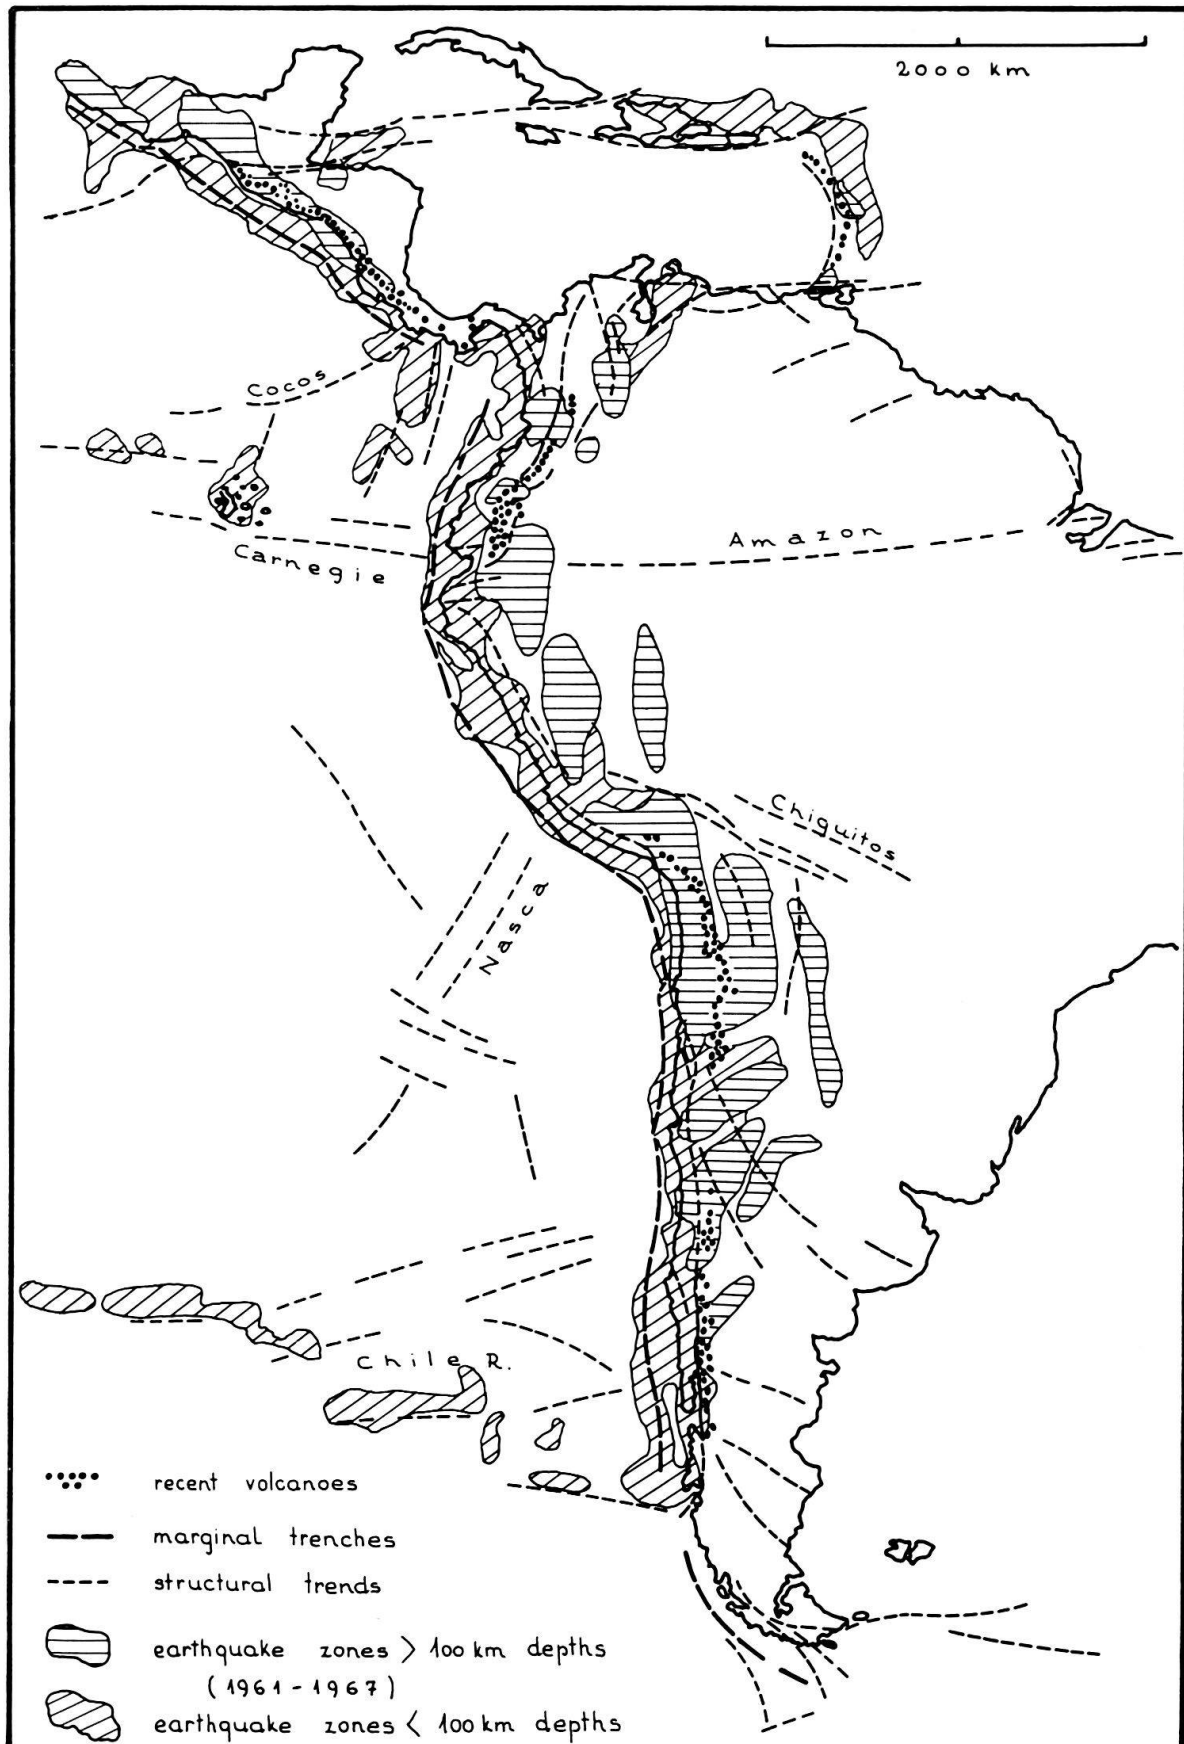 2000 km
Cocos
Carnegie
Amazon
Chiquitos
Nasca
Chile R.
recent volcanoes
marginal trenches
structural trends
earthquake zones > 100 km depths
(1961-1967)
earthquake zones < 100 km depths